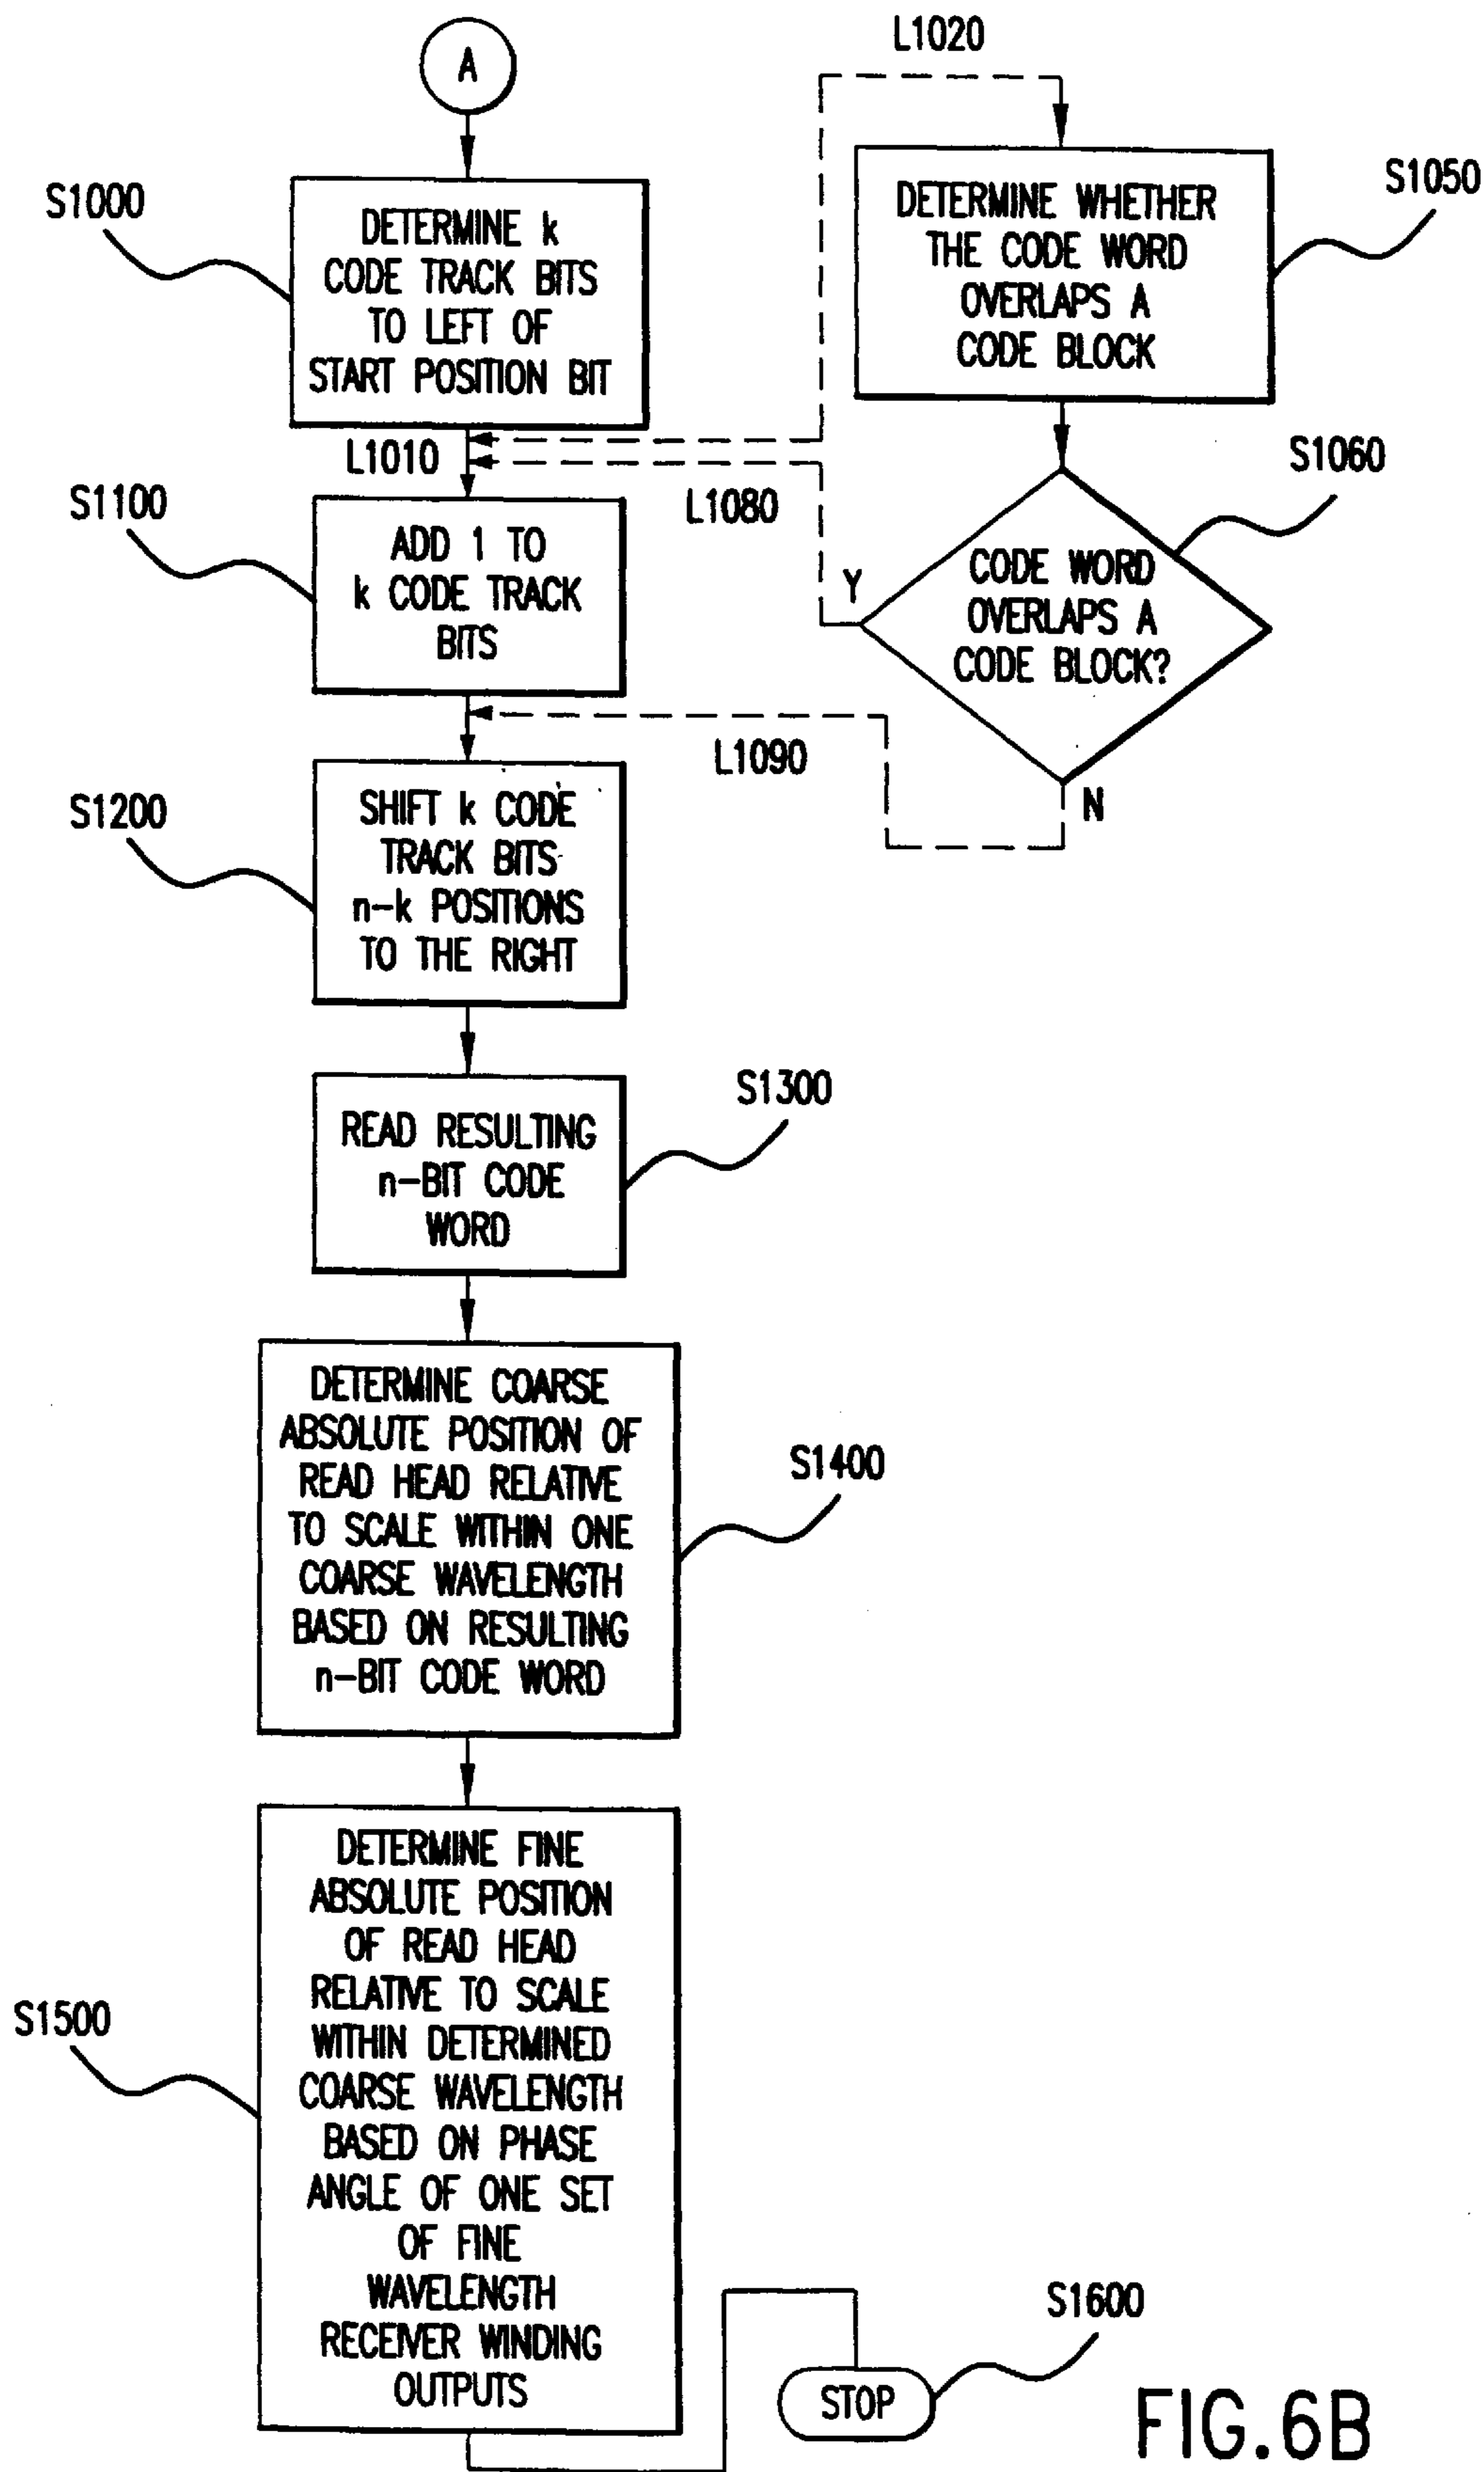 A
L1020
S1000
DETERMINE k
CODE TRACK BITS
TO LEFT OF
START POSITION BIT
S1050
DETERMINE WHETHER
THE CODE WORD
OVERLAPS A
CODE BLOCK
L1010
L1080
S1060
CODE WORD
OVERLAPS A
CODE BLOCK?
Y
N
S1100
ADD 1 TO
k CODE TRACK
BITS
L1090
S1200
SHIFT k CODE
TRACK BITS
n-k POSITIONS
TO THE RIGHT
S1300
READ RESULTING
n-BIT CODE
WORD
S1400
DETERMINE COARSE
ABSOLUTE POSITION OF
READ HEAD RELATIVE
TO SCALE WITHIN ONE
COARSE WAVELENGTH
BASED ON RESULTING
n-BIT CODE WORD
S1500
DETERMINE FINE
ABSOLUTE POSITION
OF READ HEAD
RELATIVE TO SCALE
WITHIN DETERMINED
COARSE WAVELENGTH
BASED ON PHASE
ANGLE OF ONE SET
OF FINE
WAVELENGTH
RECEIVER WINDING
OUTPUTS
S1600
STOP
FIG.6B